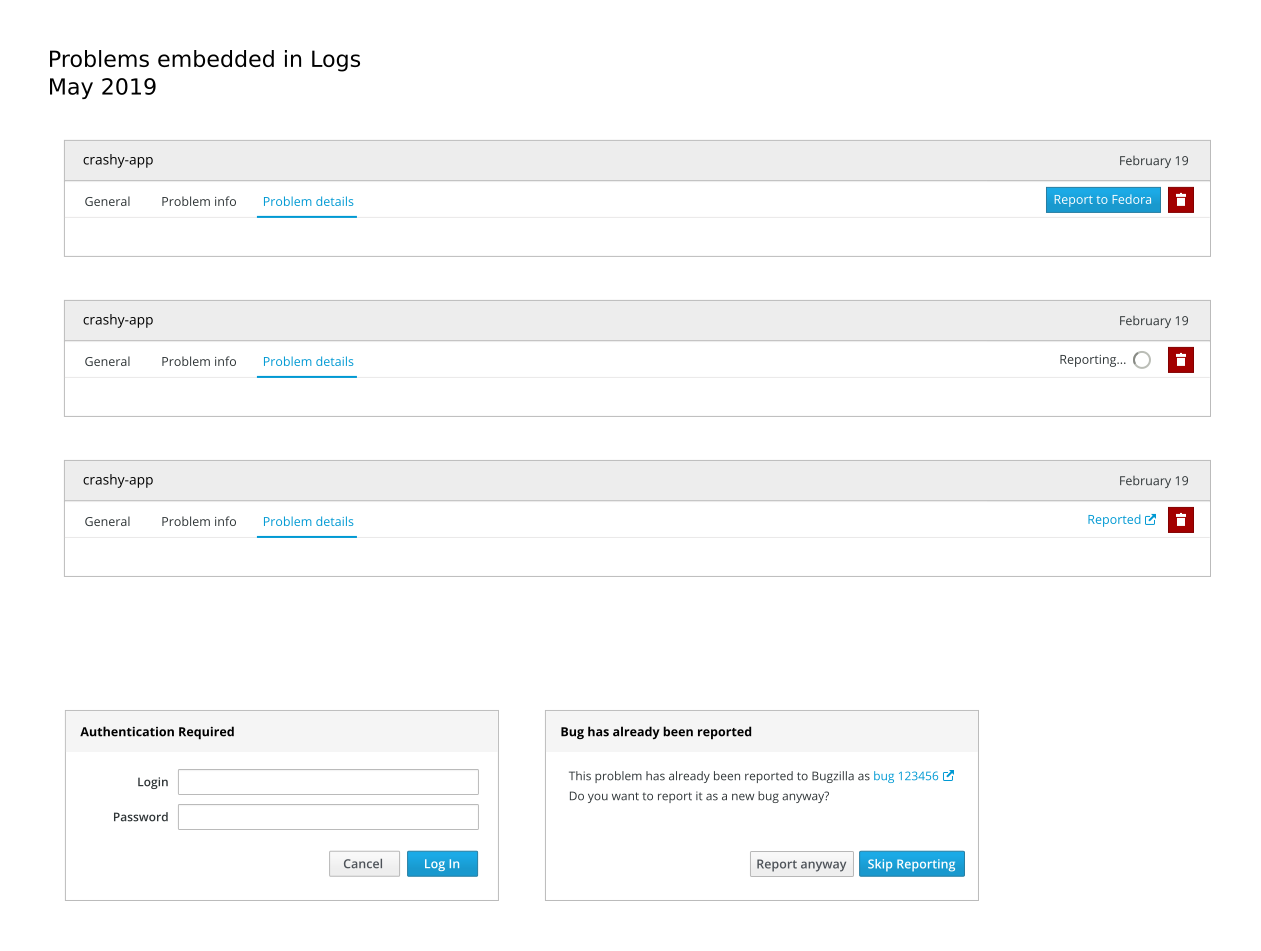 Problems embedded in Logs
May 2019
crashy-app February 19
General Problem info Problem details Report to Fedora
crashy-app February 19
General Problem info Problem details Reporting...
crashy-app February 19
General Problem info Problem details Reported
Authentication Required
Login
Password
Cancel Log In
Bug has already been reported
This problem has already been reported to Bugzilla as bug 123456
Do you want to report it as a new bug anyway?
Report anyway Skip Reporting